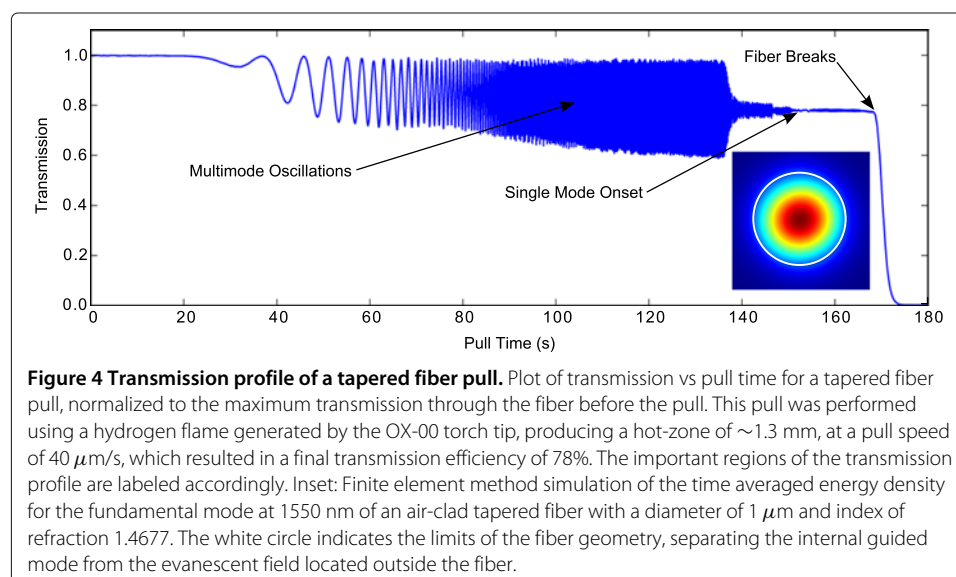 1.0
0.8
0.6
0.4
0.2
0.0
Transmission
Fiber Breaks
Multimode Oscillations
Single Mode Onset
0 20 40 60 80 100 120 140 160 180
Pull Time (s)
Figure 4 Transmission profile of a tapered fiber pull. Plot of transmission vs pull time for a tapered fiber
pull, normalized to the maximum transmission through the fiber before the pull. This pull was performed
using a hydrogen flame generated by the OX-00 torch tip, producing a hot-zone of ∼1.3 mm, at a pull speed
of 40 μm/s, which resulted in a final transmission efficiency of 78%. The important regions of the transmission
profile are labeled accordingly. Inset: Finite element method simulation of the time averaged energy density
for the fundamental mode at 1550 nm of an air-clad tapered fiber with a diameter of 1 μm and index of
refraction 1.4677. The white circle indicates the limits of the fiber geometry, separating the internal guided
mode from the evanescent field located outside the fiber.